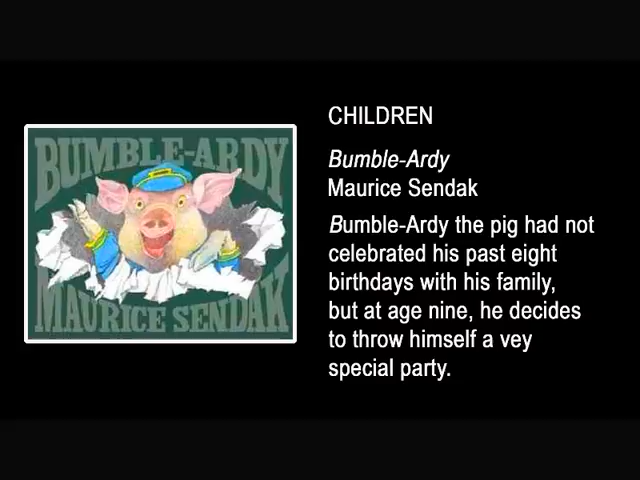 BUMBLE-ARDY
MAURICE SENDAK
CHILDREN
Bumble-Ardy
Maurice Sendak
Bumble-Ardy the pig had not
celebrated his past eight
birthdays with his family,
but at age nine, he decides
to throw himself a vey
special party.